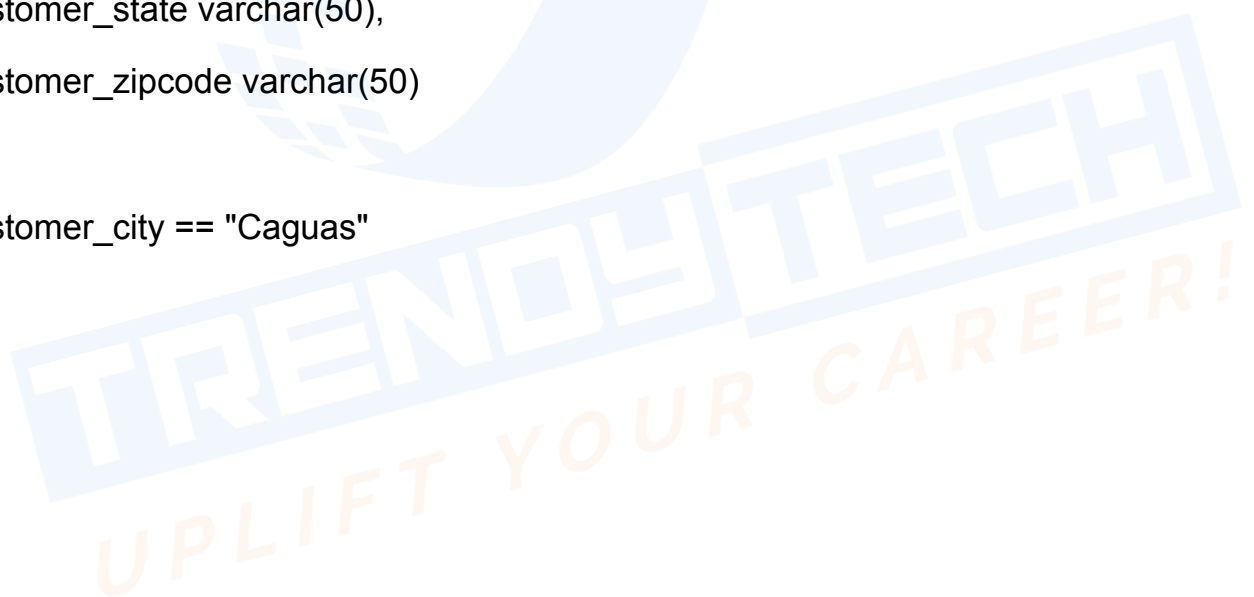 stomer_state varchar(50),
stomer_zipcode varchar(50)
stomer_city == "Caguas"
TRENDYTECH
UPLIFT YOUR CAREER!